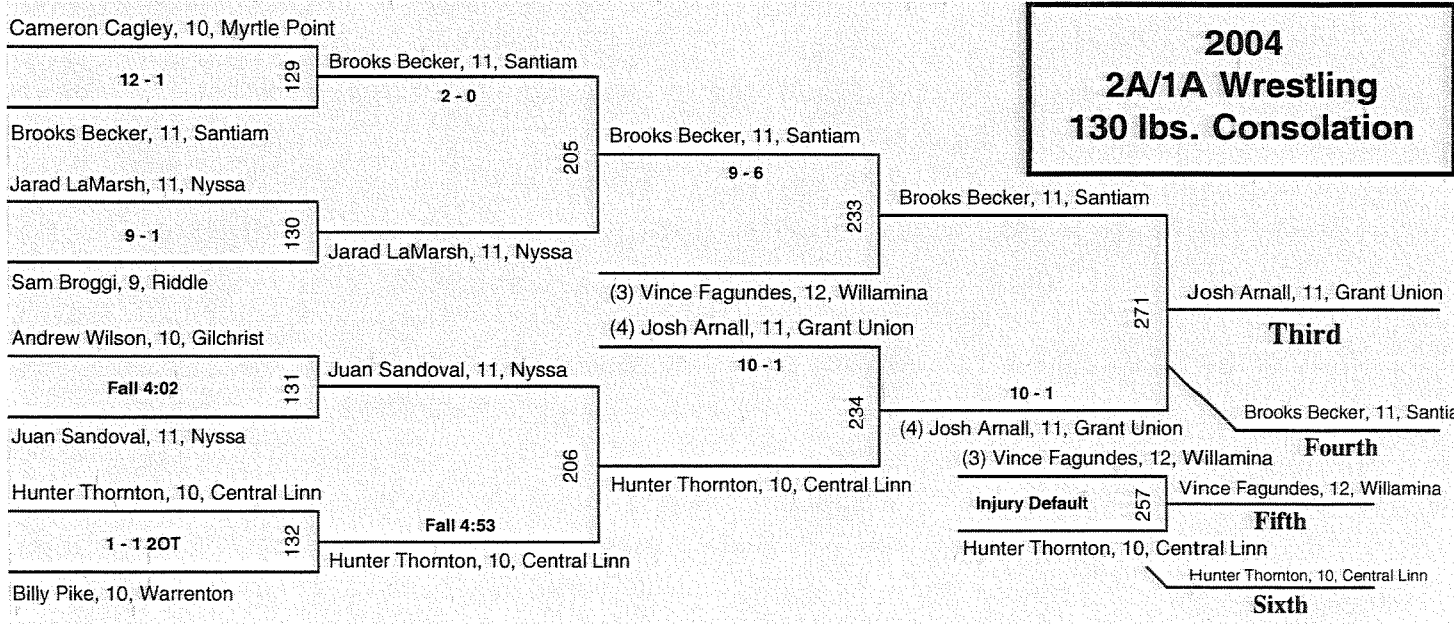 2004
2A/1A Wrestling
130 lbs. Consolation
Cameron Cagley, 10, Myrtle Point
12 - 1
129
Brooks Becker, 11, Santiam
Jarad LaMarsh, 11, Nyssa
9 - 1
130
Sam Broggi, 9, Riddle
Andrew Wilson, 10, Gilchrist
Fall 4:02
131
Juan Sandoval, 11, Nyssa
Hunter Thornton, 10, Central Linn
1 - 1 2OT
132
Billy Pike, 10, Warrenton
Brooks Becker, 11, Santiam
2 - 0
205
Jarad LaMarsh, 11, Nyssa
Juan Sandoval, 11, Nyssa
206
Fall 4:53
Hunter Thornton, 10, Central Linn
Brooks Becker, 11, Santiam
9 - 6
233
(3) Vince Fagundes, 12, Willamina
(4) Josh Arnall, 11, Grant Union
10 - 1
234
Hunter Thornton, 10, Central Linn
Brooks Becker, 11, Santiam
271
10 - 1
(4) Josh Arnall, 11, Grant Union
Josh Arnall, 11, Grant Union
Third
Brooks Becker, 11, Santia
Fourth
(3) Vince Fagundes, 12, Willamina
Injury Default
257
Hunter Thornton, 10, Central Linn
Vince Fagundes, 12, Willamina
Fifth
Hunter Thornton, 10, Central Linn
Sixth